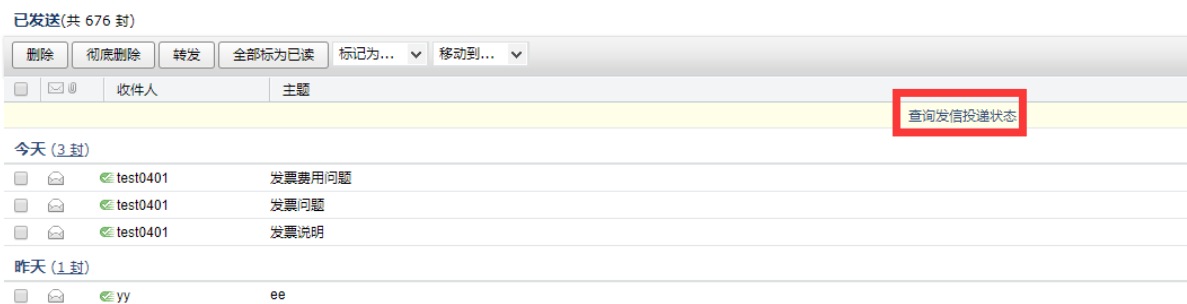 已发送(共 676 封)
删除 彻底删除 转发 全部标为已读 标记为... 移动到...
收件人 主题
查询发信投递状态
今天 (3 封)
test0401 发票费用问题
test0401 发票问题
test0401 发票说明
昨天 (1 封)
yy ee